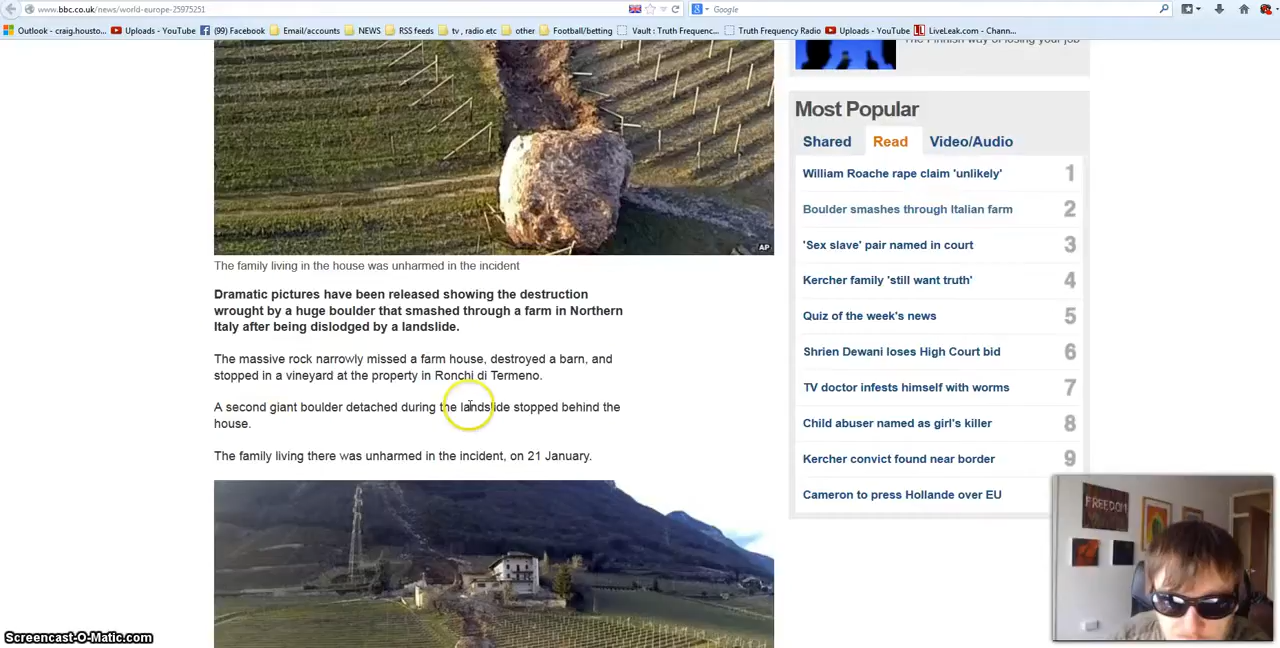 www.bbc.co.uk/news/world-europe-25975251
Google
Outlook - craig.housto...
Uploads - YouTube
(99) Facebook
Email/accounts
NEWS
RSS feeds
tv , radio etc
other
Football/betting
Vault : Truth Frequenc...
Truth Frequency Radio
Uploads - YouTube
LiveLeak.com - Chann...
The Finnish way of losing your job
Most Popular
Shared
Read
Video/Audio
William Roache rape claim 'unlikely' 1
Boulder smashes through Italian farm 2
'Sex slave' pair named in court 3
Kercher family 'still want truth' 4
Quiz of the week's news 5
Shrien Dewani loses High Court bid 6
TV doctor infests himself with worms 7
Child abuser named as girl's killer 8
Kercher convict found near border 9
Cameron to press Hollande over EU
AP
The family living in the house was unharmed in the incident
Dramatic pictures have been released showing the destruction
wrought by a huge boulder that smashed through a farm in Northern
Italy after being dislodged by a landslide.
The massive rock narrowly missed a farm house, destroyed a barn, and
stopped in a vineyard at the property in Ronchi di Termeno.
A second giant boulder detached during the landslide stopped behind the
house.
The family living there was unharmed in the incident, on 21 January.
FREEDOM
Screencast-O-Matic.com